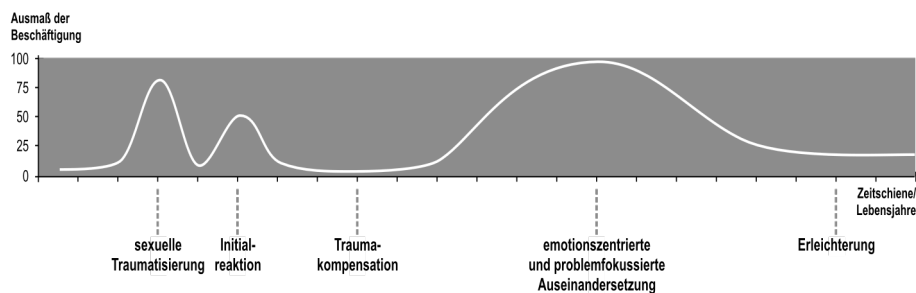 Ausmaß der
Beschäftigung
100
75
50
25
0
Zeitschiene/
Lebensjahre
sexuelle
Traumatisierung
Initial-
reaktion
Trauma-
kompensation
emotionszentrierte
und problemfokussierte
Auseinandersetzung
Erleichterung